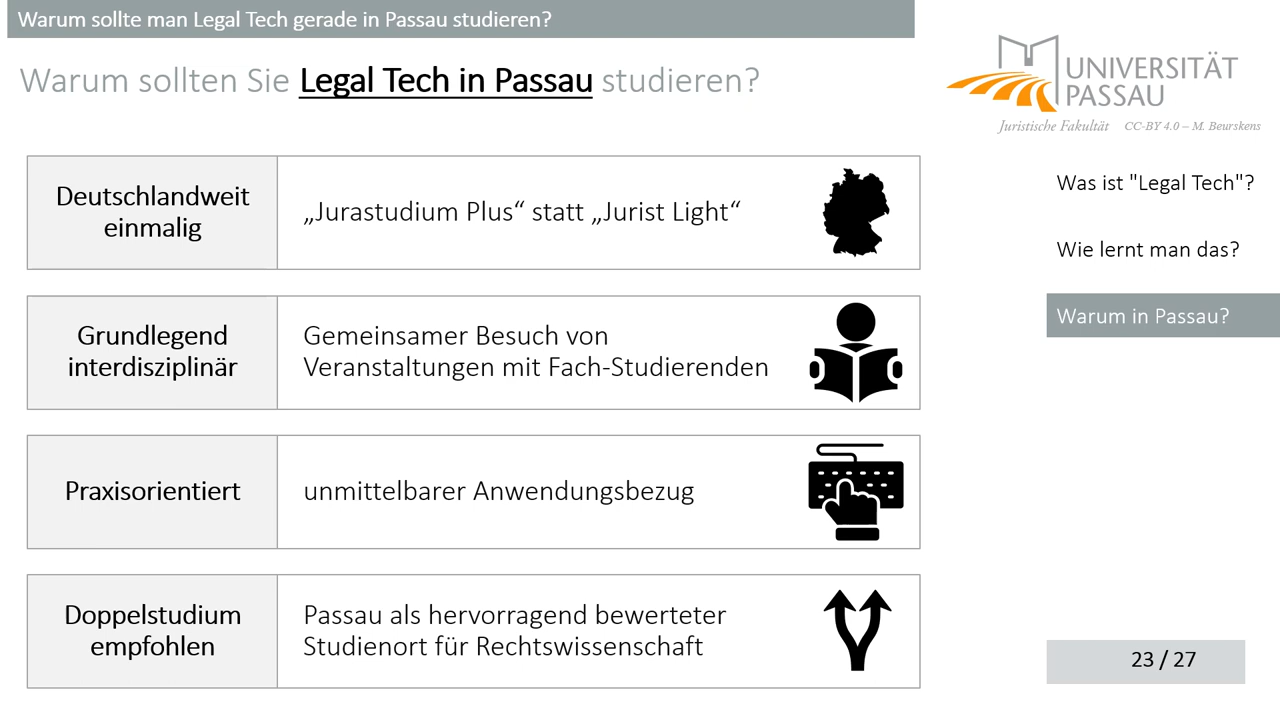 Warum sollte man Legal Tech gerade in Passau studieren?
Warum sollten Sie Legal Tech in Passau studieren?
UNIVERSITÄT
PASSAU
Juristische Fakultät CC-BY 4.0 – M. Beurskens
Deutschlandweit
einmalig
„Jurastudium Plus“ statt „Jurist Light“
Grundlegend
interdisziplinär
Gemeinsamer Besuch von
Veranstaltungen mit Fach-Studierenden
Praxisorientiert
unmittelbarer Anwendungsbezug
Doppelstudium
empfohlen
Passau als hervorragend bewerteter
Studienort für Rechtswissenschaft
Was ist "Legal Tech"?
Wie lernt man das?
Warum in Passau?
23 / 27